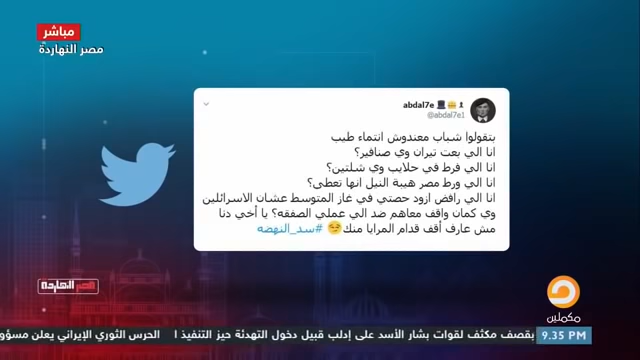 مباشر
مصر النهاردة
abdal7e
@abdal7e1
بتقولوا شباب معندوش انتماء طيب
انا الي بعت تيران وي صنافير؟
انا الي فرط في حلايب وي شلتين؟
انا الي ورط مصر هبية النيل انها تعطى؟
انا الي رافض ازود حصتي في غاز المتوسط عشان الاسرائلين
وي كمان واقف معاهم ضد الي عملي الصفقه؟ يا أخي دنا
مش عارف أقف قدام المرايا منك😏 #سد_النهضه
مصر النهاردة
مكملين
بقصف مكثف لقوات بشار الأسد على إدلب قبيل دخول التهدئة حيز التنفيذ ا الحرس الثوري الإيراني يعلن مسؤو
9.35 PM